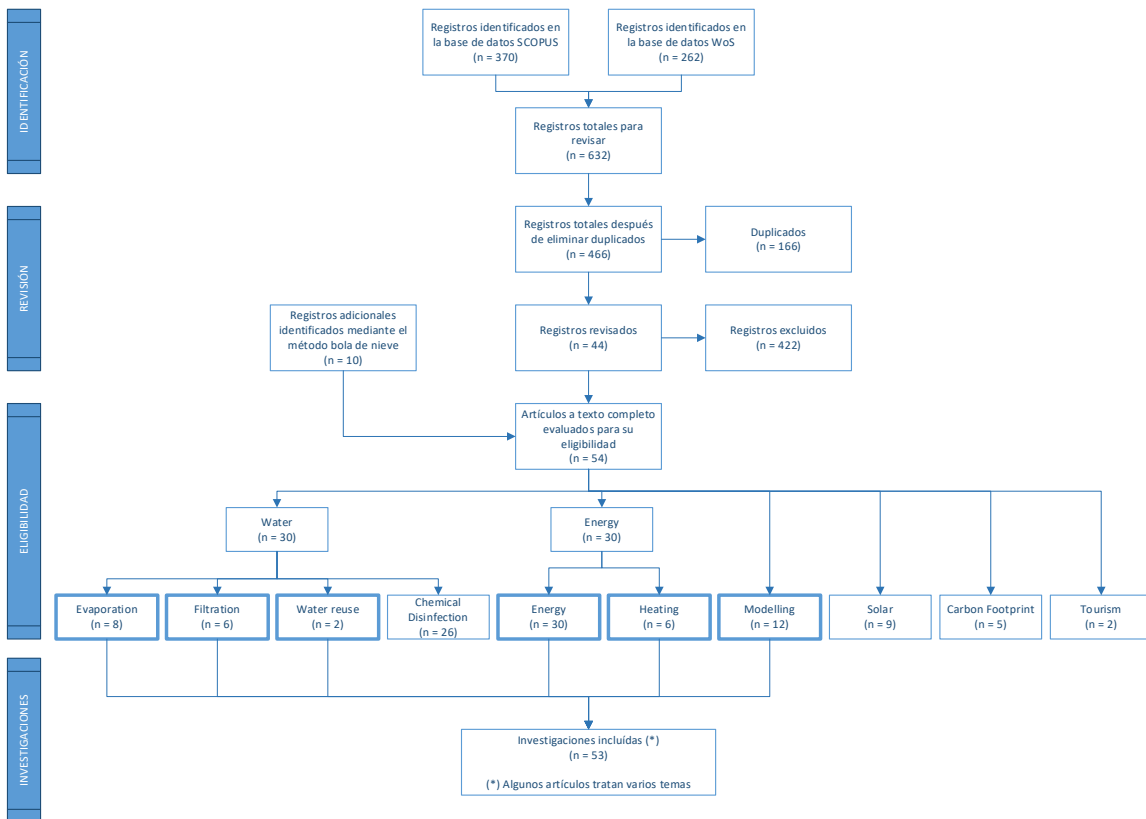 IDENTIFICACIÓN
Registros identificados en
la base de datos SCOPUS
(n = 370)
Registros identificados en
la base de datos WoS
(n = 262)
Registros totales para
revisar
(n = 632)
REVISIÓN
Registros totales después
de eliminar duplicados
(n = 466)
Duplicados
(n = 166)
Registros adicionales
identificados mediante el
método bola de nieve
(n = 10)
Registros revisados
(n = 44)
Registros excluidos
(n = 422)
ELIGIBILIDAD
Artículos a texto completo
evaluados para su
eligibilidad
(n = 54)
Water
(n = 30)
Energy
(n = 30)
Evaporation
(n = 8)
Filtration
(n = 6)
Water reuse
(n = 2)
Chemical
Disinfection
(n = 26)
Energy
(n = 30)
Heating
(n = 6)
Modelling
(n = 12)
Solar
(n = 9)
Carbon Footprint
(n = 5)
Tourism
(n = 2)
INVESTIGACIONES
Investigaciones incluídas (*)
(n = 53)
(*) Algunos artículos tratan varios temas